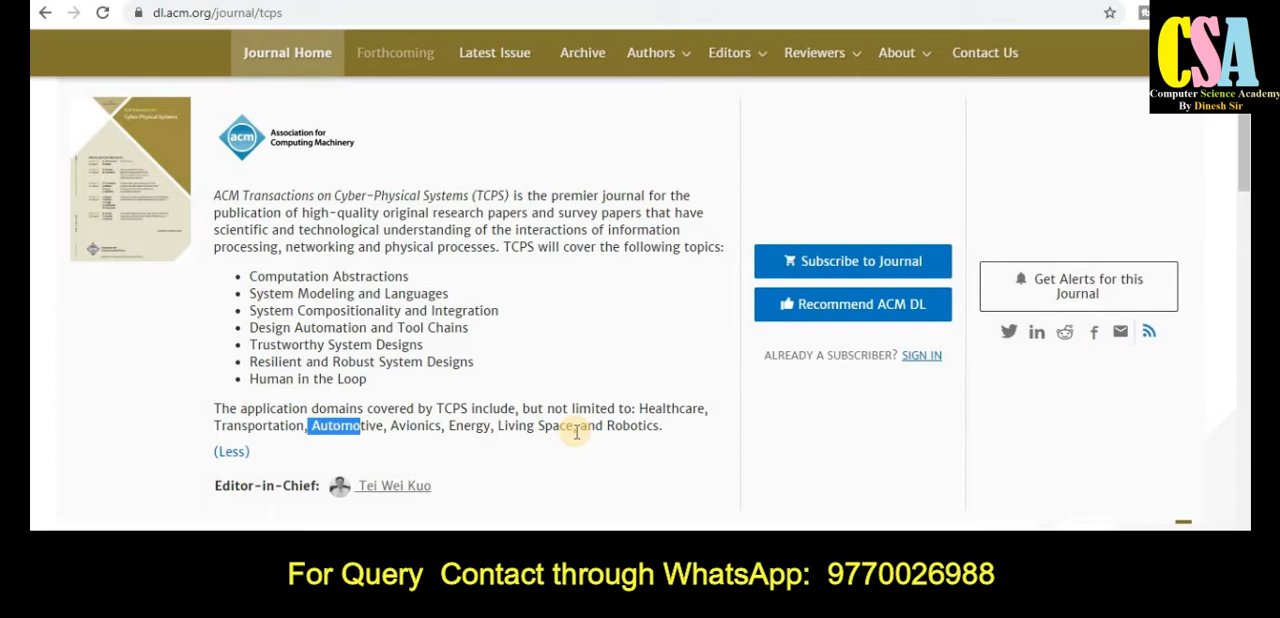 dl.acm.org/journal/tcps
Journal Home Forthcoming Latest Issue Archive Authors Editors Reviewers About Contact Us
CSA
Computer Science Academy
By Dinesh Sir
Cyber-Physical Systems
acm Association for
Computing Machinery
ACM Transactions on Cyber-Physical Systems (TCPS) is the premier journal for the
publication of high-quality original research papers and survey papers that have
scientific and technological understanding of the interactions of information
processing, networking and physical processes. TCPS will cover the following topics:
• Computation Abstractions
• System Modeling and Languages
• System Compositionality and Integration
• Design Automation and Tool Chains
• Trustworthy System Designs
• Resilient and Robust System Designs
• Human in the Loop
The application domains covered by TCPS include, but not limited to: Healthcare,
Transportation, Automotive, Avionics, Energy, Living Space and Robotics.
(Less)
Editor-in-Chief: Tei Wei Kuo
Subscribe to Journal
Recommend ACM DL
ALREADY A SUBSCRIBER? SIGN IN
Get Alerts for this
Journal
For Query Contact through WhatsApp: 9770026988